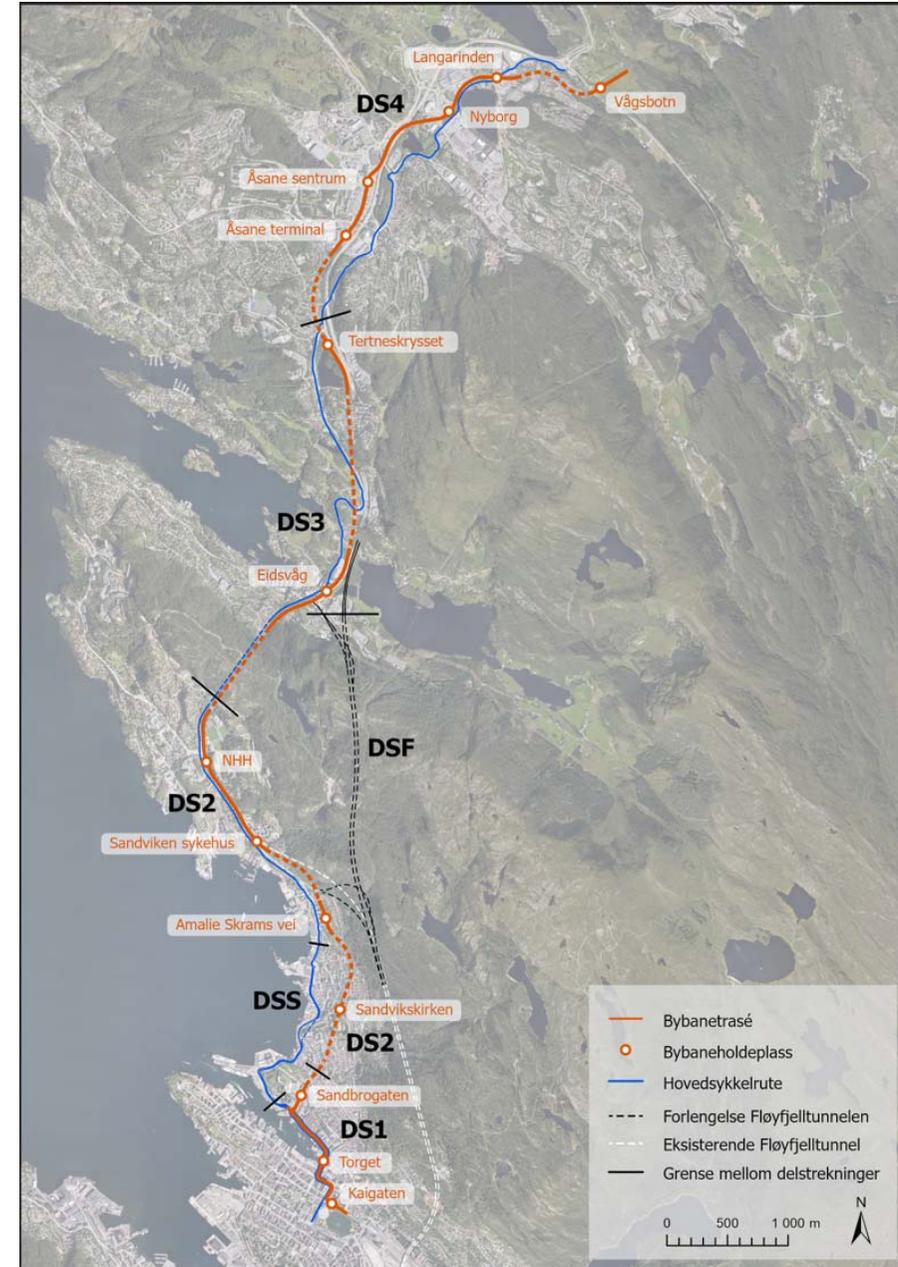 Langarinden
Vågsbotn
DS4
Nyborg
Åsane sentrum
Åsane terminal
Tertneskrysset
DS3
Eidsvåg
DSF
NHH
DS2
Sandviken sykehus
Amalie Skrams vei
DSS
Sandvikskirken
DS2
Sandbrogaten
DS1
Torget
Kaigaten
Bybanetrasé
Bybaneholdeplass
Hovedsykkelrute
Forlengelse Fløyfjelltunnelen
Eksisterende Fløyfjelltunnel
Grense mellom delstrekninger
N
0 500 1 000 m